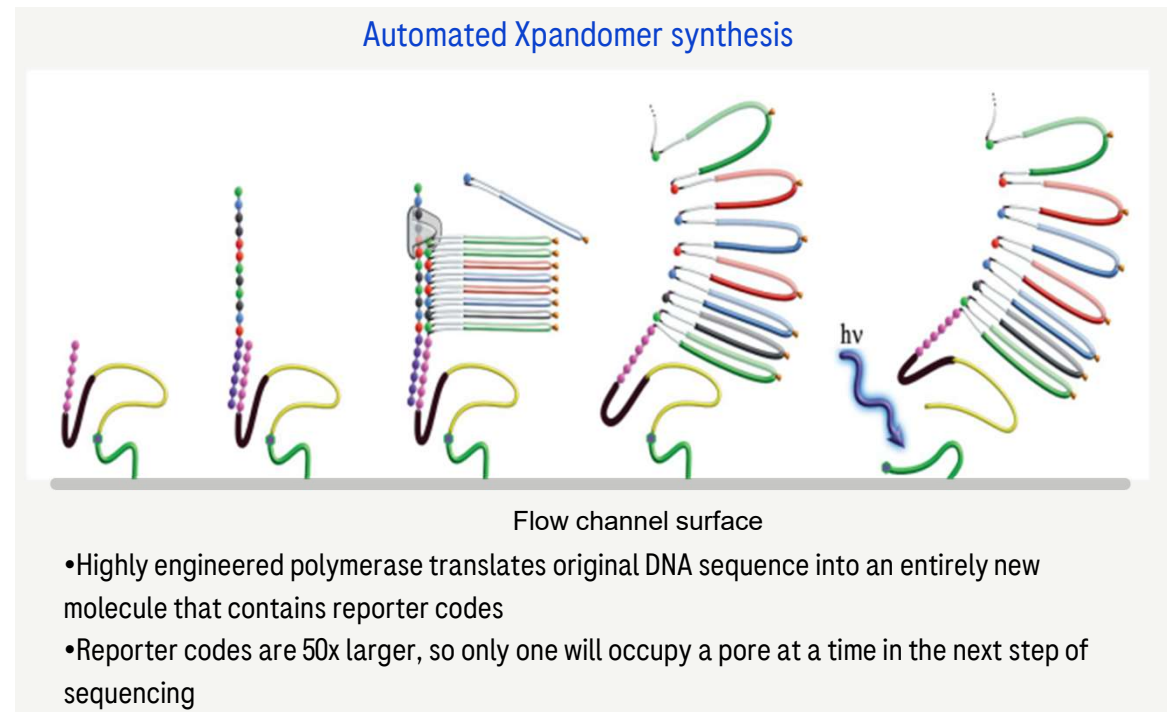 Automated Xpandomer synthesis
hν
Flow channel surface
•Highly engineered polymerase translates original DNA sequence into an entirely new
molecule that contains reporter codes
•Reporter codes are 50x larger, so only one will occupy a pore at a time in the next step of
sequencing